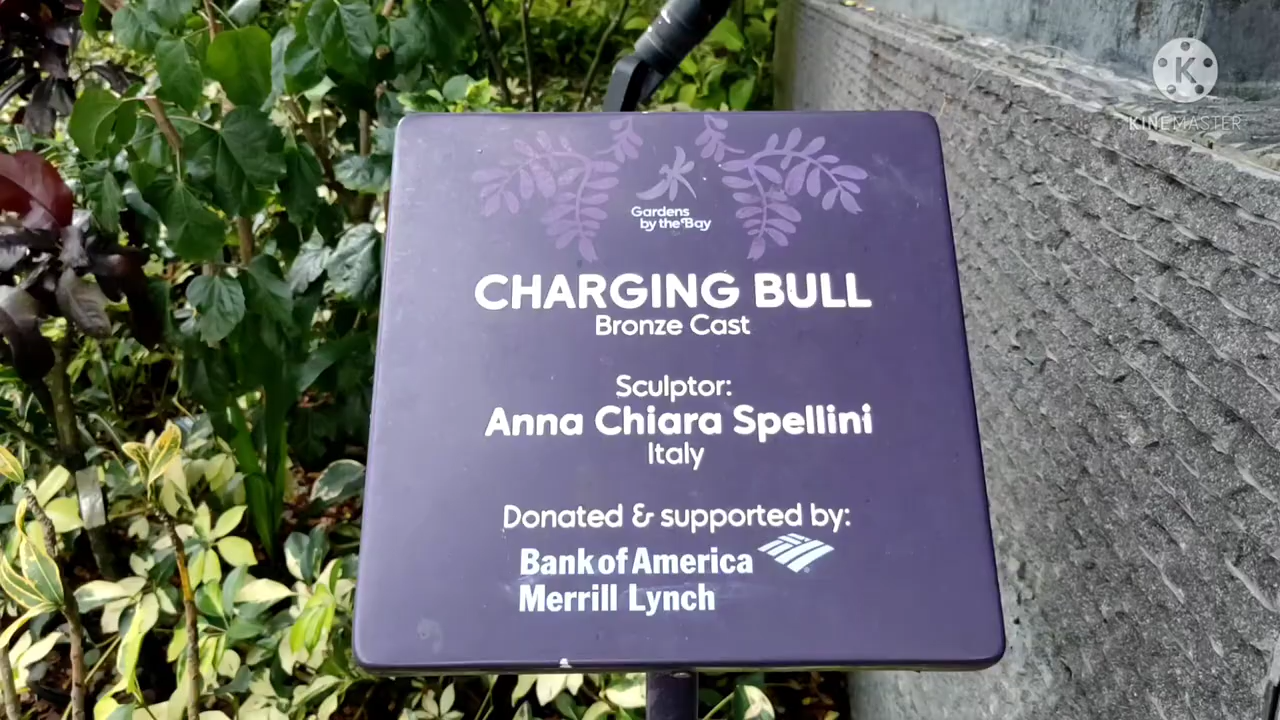 K
KINEMASTER
Gardens
by the Bay
CHARGING BULL
Bronze Cast
Sculptor:
Anna Chiara Spellini
Italy
Donated & supported by:
Bank of America
Merrill Lynch